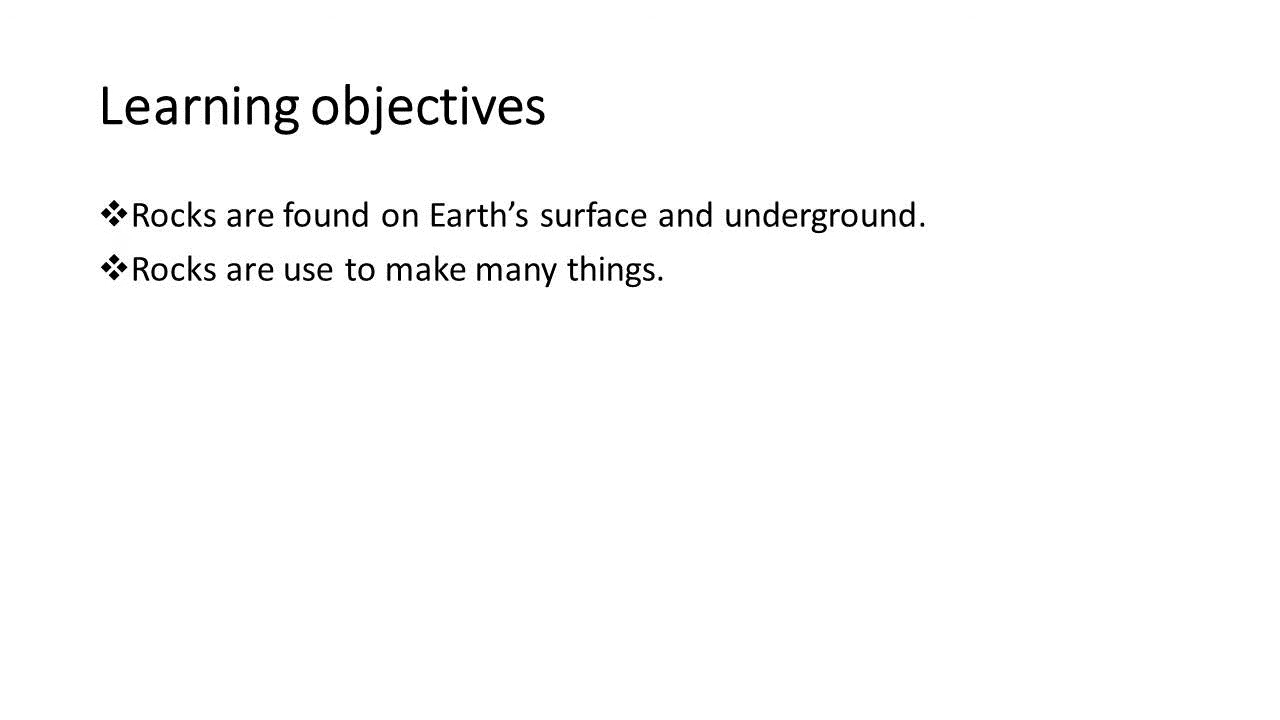 Learning objectives
❖Rocks are found on Earth’s surface and underground.
❖Rocks are use to make many things.